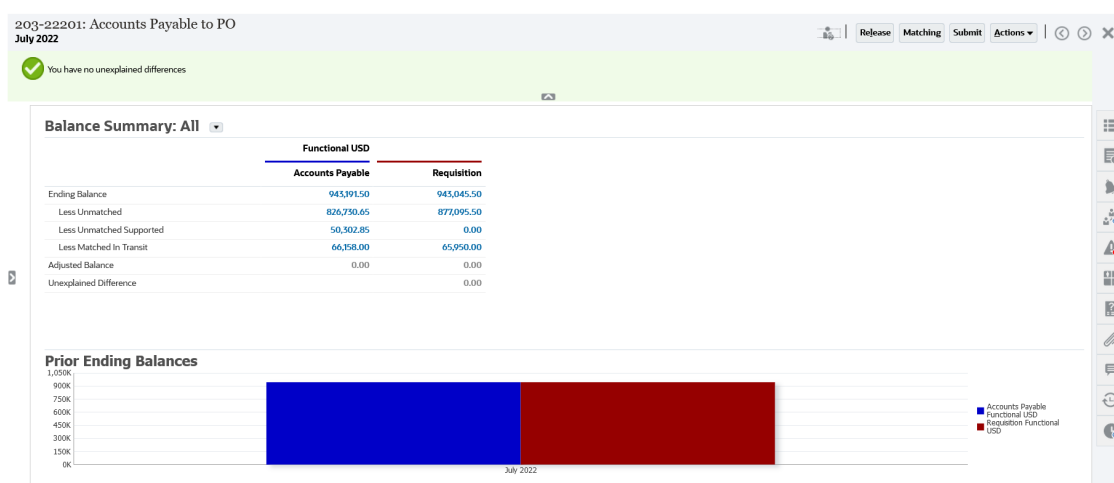 203-22201: Accounts Payable to PO
July 2022
Release Matching Submit Actions
You have no unexplained differences
Balance Summary: All
Functional USD
Accounts Payable Requisition
Ending Balance 943,191.50 943,045.50
Less Unmatched 826,730.65 877,095.50
Less Unmatched Supported 50,302.85 0.00
Less Matched In Transit 66,158.00 65,950.00
Adjusted Balance 0.00 0.00
Unexplained Difference 0.00
Prior Ending Balances
1,050K
900K
750K
600K
450K
300K
150K
0K
July 2022
Accounts Payable
Functional USD
Requisition Functional
USD